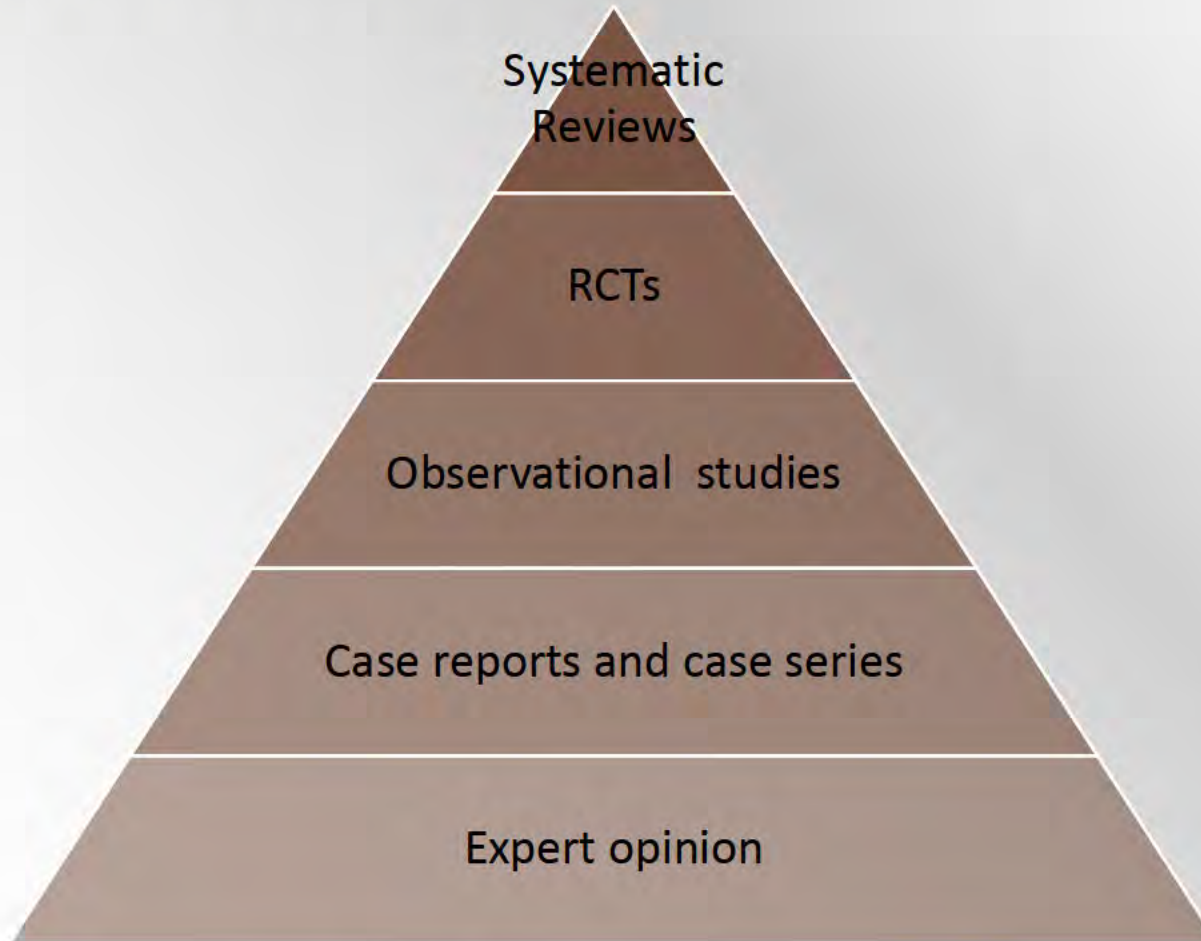 Systematic
Reviews
RCTs
Observational  studies
Case reports and case series
Expert opinion